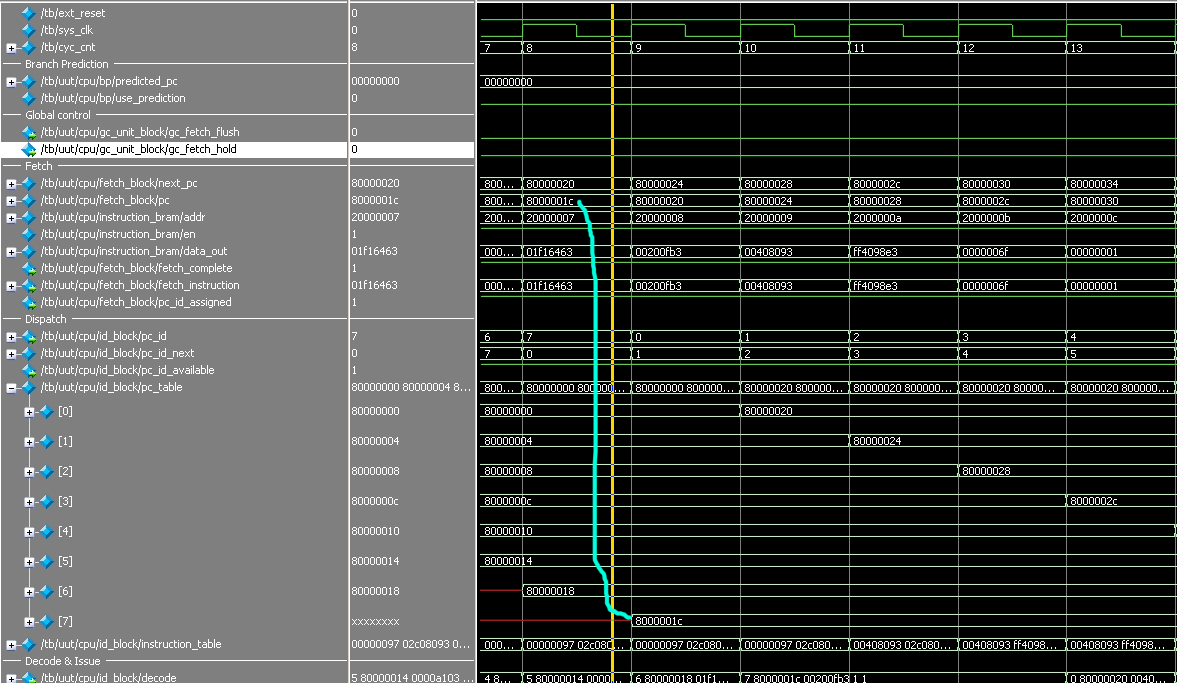 /tb/ext_reset 0
/tb/sys_clk 0
/tb/cyc_cnt 8 7 8 9 10 11 12 13
Branch Prediction
/tb/uut/cpu/bp/predicted_pc 00000000 00000000
/tb/uut/cpu/bp/use_prediction 0
Global control
/tb/uut/cpu/gc_unit_block/gc_fetch_flush 0
/tb/uut/cpu/gc_unit_block/gc_fetch_hold 0
Fetch
/tb/uut/cpu/fetch_block/next_pc 80000020 800... 80000020 80000024 80000028 8000002c 80000030 80000034
/tb/uut/cpu/fetch_block/pc 8000001c 800... 8000001c 80000020 80000024 80000028 8000002c 80000030
/tb/uut/cpu/instruction_bram/addr 20000007 200... 20000007 20000008 20000009 2000000a 2000000b 2000000c
/tb/uut/cpu/instruction_bram/en 1
/tb/uut/cpu/instruction_bram/data_out 01f16463 000... 01f16463 00200fb3 00408093 ff4098e3 0000006f 00000001
/tb/uut/cpu/fetch_block/fetch_complete 1
/tb/uut/cpu/fetch_block/fetch_instruction 01f16463 000... 01f16463 00200fb3 00408093 ff4098e3 0000006f 00000001
/tb/uut/cpu/fetch_block/pc_id_assigned 1
Dispatch
/tb/uut/cpu/id_block/pc_id 7 6 7 0 1 2 3 4
/tb/uut/cpu/id_block/pc_id_next 0 7 0 1 2 3 4 5
/tb/uut/cpu/id_block/pc_id_available 1
/tb/uut/cpu/id_block/pc_table 80000000 80000004 8... 800... 80000000 800000... 80000000 800000... 80000020 800000... 80000020 800000... 80000020 800000... 80000020 800000...
[0] 80000000 80000000 80000020
[1] 80000004 80000004 80000024
[2] 80000008 80000008 80000028
[3] 8000000c 8000000c 8000002c
[4] 80000010 80000010
[5] 80000014 80000014
[6] 80000018 80000018
[7] xxxxxxxx 8000001c
/tb/uut/cpu/id_block/instruction_table 00000097 02c08093 0... 000... 00000097 02c080... 00000097 02c080... 00000097 02c080... 00408093 02c080... 00408093 ff4098... 00408093 ff4098...
Decode & Issue
/tb/uut/cpu/id_block/decode 5 80000014 0000a103 ... 4 8... 5 80000014 0000... 6 80000018 01f1... 7 8000001c 00200fb3 1 1 0 80000020 0040...